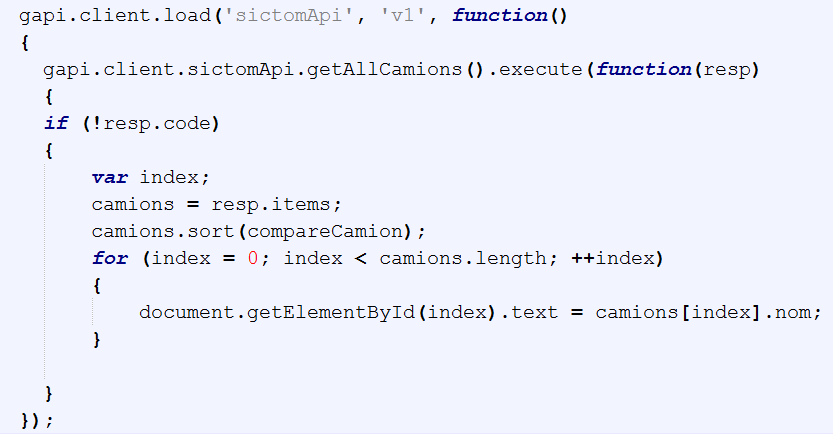 gapi.client.load('sictomApi', 'v1', function()
{
  gapi.client.sictomApi.getAllCamions().execute(function(resp)
  {
  if (!resp.code)
  {
      var index;
      camions = resp.items;
      camions.sort(compareCamion);
      for (index = 0; index < camions.length; ++index)
      {
          document.getElementById(index).text = camions[index].nom;
      }

  }
});